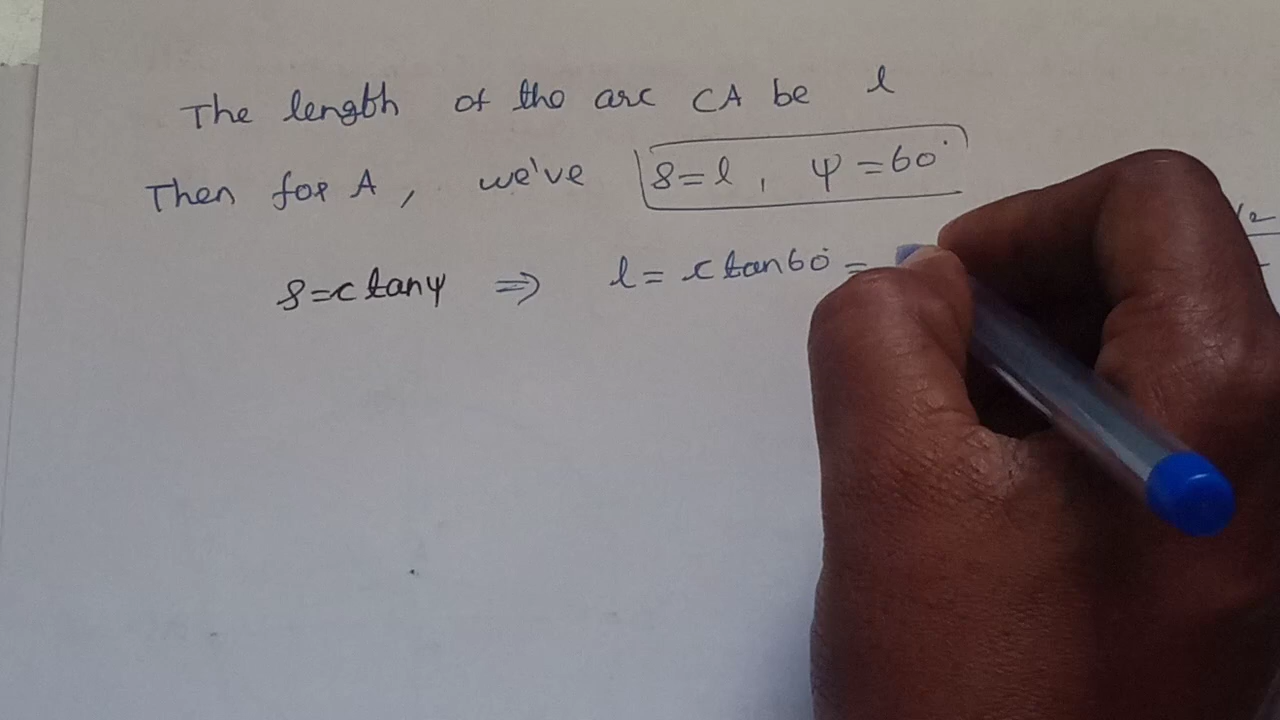 The length of the arc CA be l
Then for A, we've s=l, ψ=60°
s=c tanψ ⇒ l= c tan60° =